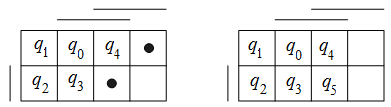 q₁ q₀ q₄ ●
q₂ q₃ ●
q₁ q₀ q₄
q₂ q₃ q₅